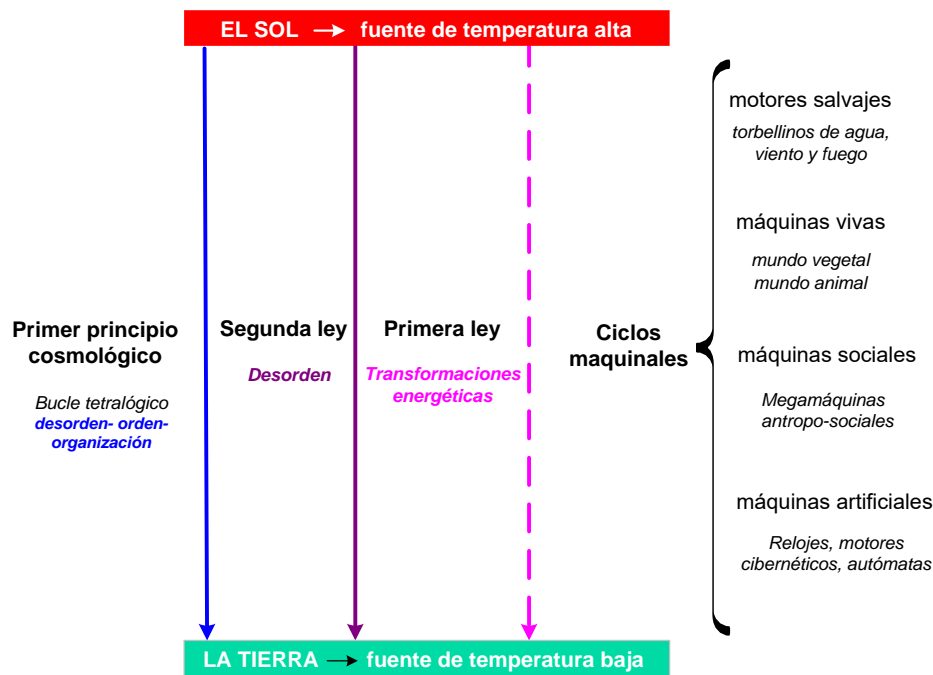 EL SOL → fuente de temperatura alta
Primer principio
cosmológico
Bucle tetralógico
desorden- orden-
organización
Segunda ley
Desorden
Primera ley
Transformaciones
energéticas
Ciclos
maquinales
motores salvajes
torbellinos de agua,
viento y fuego
máquinas vivas
mundo vegetal
mundo animal
máquinas sociales
Megamáquinas
antropo-sociales
máquinas artificiales
Relojes, motores
cibernéticos, autómatas
LA TIERRA → fuente de temperatura baja